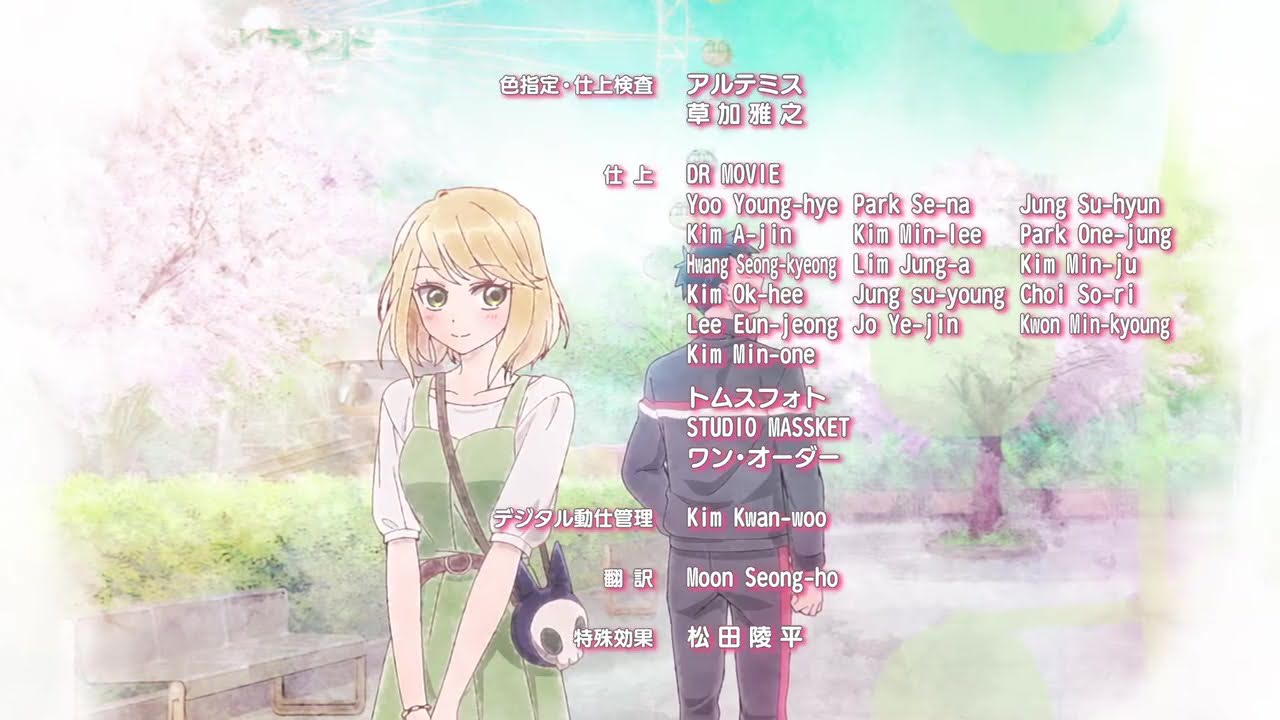 色指定・仕上検査 アルテミス
草加雅之
仕上 DR MOVIE
Yoo Young-hye Park Se-na Jung Su-hyun
Kim A-jin Kim Min-lee Park One-jung
Hwang Seong-kyeong Lim Jung-a Kim Min-ju
Kim Ok-hee Jung su-young Choi So-ri
Lee Eun-jeong Jo Ye-jin Kwon Min-kyoung
Kim Min-one
トムスフォト
STUDIO MASSKET
ワン・オーダー
デジタル動仕管理 Kim Kwan-woo
翻訳 Moon Seong-ho
特殊効果 松田陵平